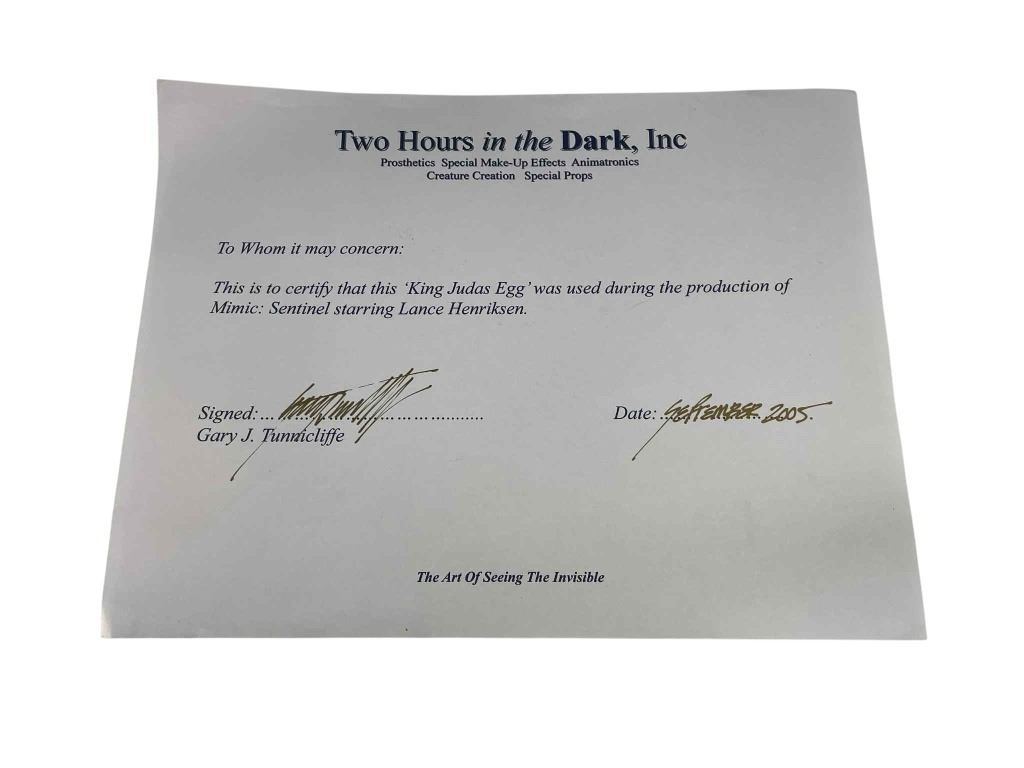 Two Hours in the Dark, Inc
Prosthetics Special Make-Up Effects Animatronics
Creature Creation Special Props
To Whom it may concern:
This is to certify that this ‘King Judas Egg’ was used during the production of
Mimic: Sentinel starring Lance Henriksen.
Signed:... Date: SEPTEMBER 2005.
Gary J. Tunnicliffe
The Art Of Seeing The Invisible